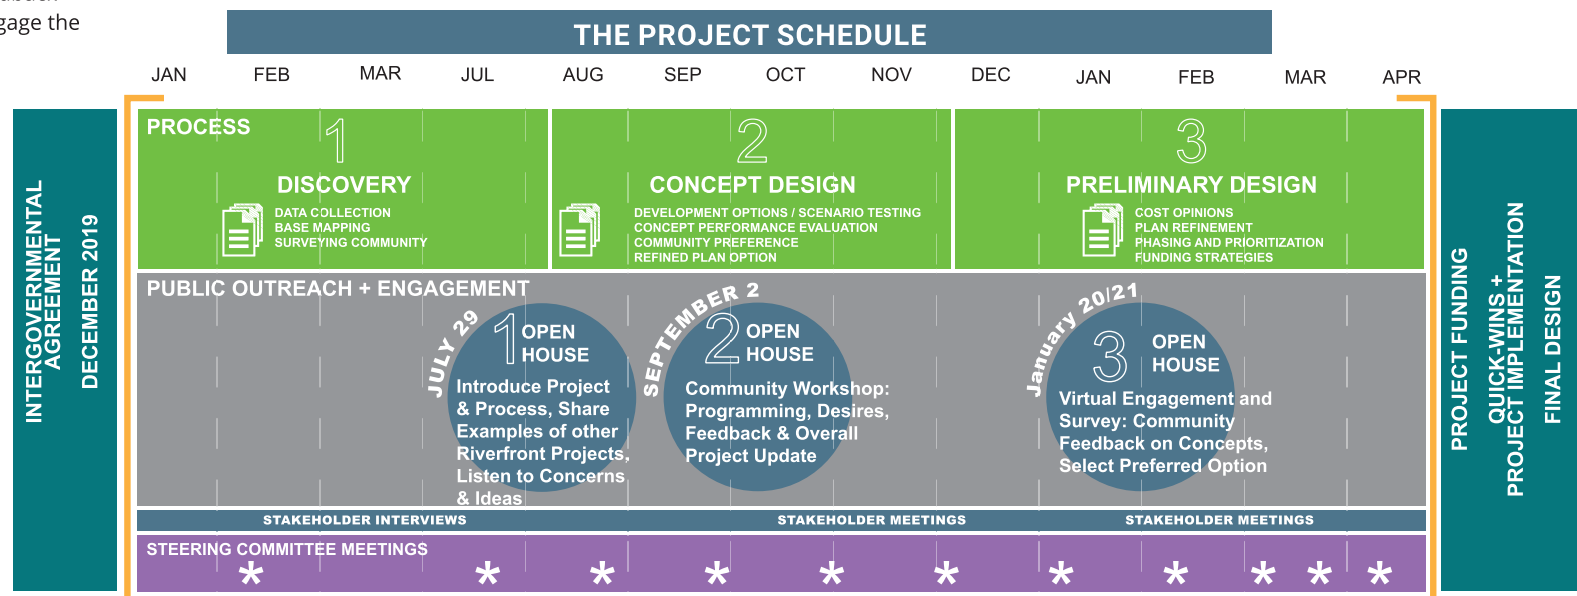 gage the
THE PROJECT SCHEDULE
JAN FEB MAR JUL AUG SEP OCT NOV DEC JAN FEB MAR APR
INTERGOVERNMENTAL
AGREEMENT
DECEMBER 2019
PROCESS
1
DISCOVERY
DATA COLLECTION
BASE MAPPING
SURVEYING COMMUNITY
2
CONCEPT DESIGN
DEVELOPMENT OPTIONS / SCENARIO TESTING
CONCEPT PERFORMANCE EVALUATION
COMMUNITY PREFERENCE
REFINED PLAN OPTION
3
PRELIMINARY DESIGN
COST OPINIONS
PLAN REFINEMENT
PHASING AND PRIORITIZATION
FUNDING STRATEGIES
PUBLIC OUTREACH + ENGAGEMENT
JULY 29
1 OPEN
HOUSE
Introduce Project
& Process, Share
Examples of other
Riverfront Projects,
Listen to Concerns
& Ideas
SEPTEMBER 2
2 OPEN
HOUSE
Community Workshop:
Programming, Desires,
Feedback & Overall
Project Update
January 20/21
3 OPEN
HOUSE
Virtual Engagement and
Survey: Community
Feedback on Concepts,
Select Preferred Option
STAKEHOLDER INTERVIEWS STAKEHOLDER MEETINGS STAKEHOLDER MEETINGS
STEERING COMMITTEE MEETINGS
* * * * * * * * * * *
PROJECT FUNDING
QUICK-WINS +
PROJECT IMPLEMENTATION
FINAL DESIGN